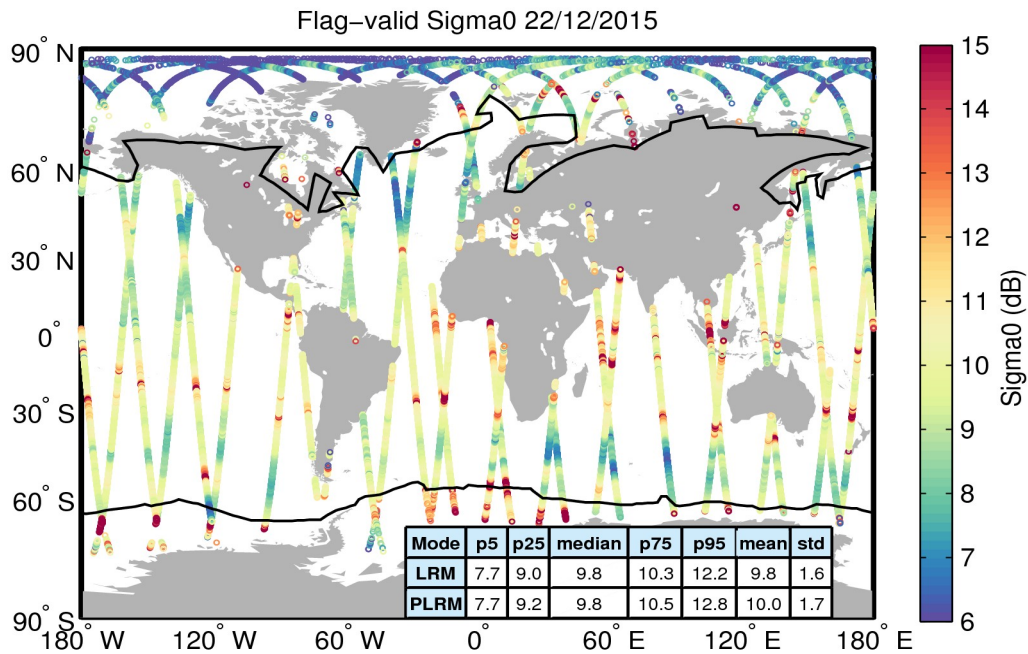 Flag−valid Sigma0 22/12/2015
90° N
60° N
30° N
0°
30° S
60° S
90° S
180° W
120° W
60° W
0°
60° E
120° E
180° E
Mode p5 p25 median p75 p95 mean std
LRM 7.7 9.0 9.8 10.3 12.2 9.8 1.6
PLRM 7.7 9.2 9.8 10.5 12.8 10.0 1.7
15
14
13
12
11
10
9
8
7
6
Sigma0 (dB)